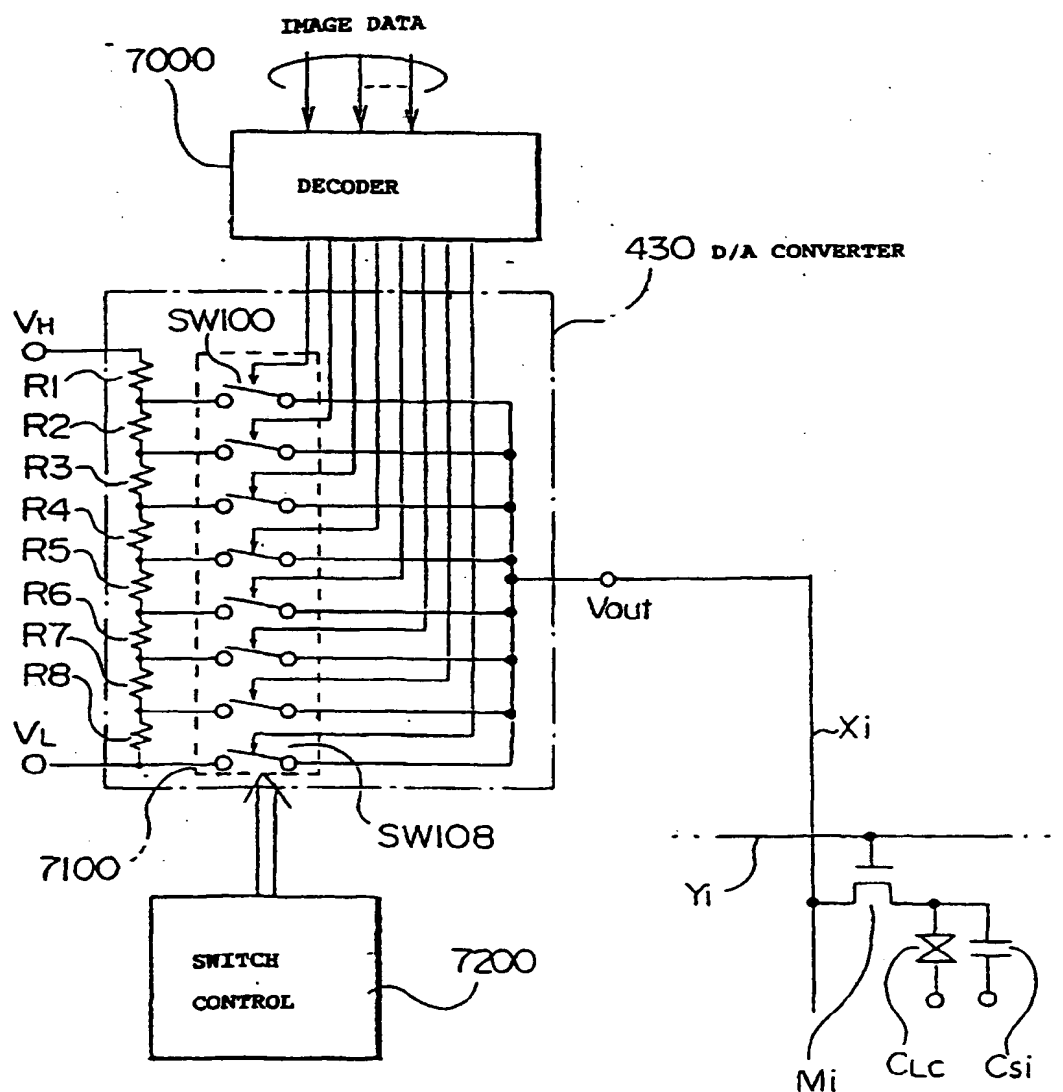 IMAGE DATA
7000
DECODER
430 D/A CONVERTER
SW100
VH
R1
R2
R3
R4
R5
R6
R7
R8
VL
Vout
Xi
SW108
7100
Yi
SWITCH
CONTROL
7200
Mi
CLC
Csi